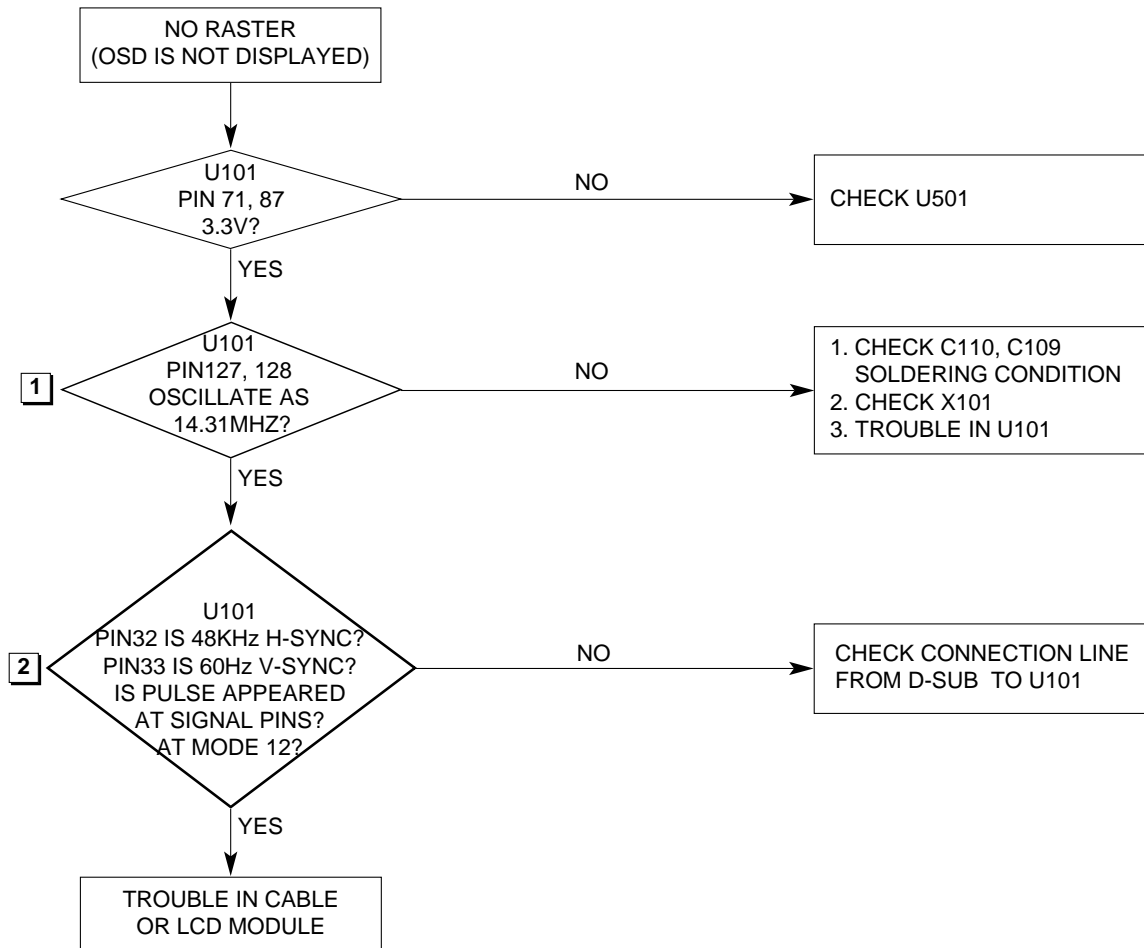 NO RASTER
(OSD IS NOT DISPLAYED)
U101
PIN 71, 87
3.3V?
NO
CHECK U501
YES
1
U101
PIN127, 128
OSCILLATE AS
14.31MHZ?
NO
1. CHECK C110, C109
SOLDERING CONDITION
2. CHECK X101
3. TROUBLE IN U101
YES
2
U101
PIN32 IS 48KHz H-SYNC?
PIN33 IS 60Hz V-SYNC?
IS PULSE APPEARED
AT SIGNAL PINS?
AT MODE 12?
NO
CHECK CONNECTION LINE
FROM D-SUB TO U101
YES
TROUBLE IN CABLE
OR LCD MODULE